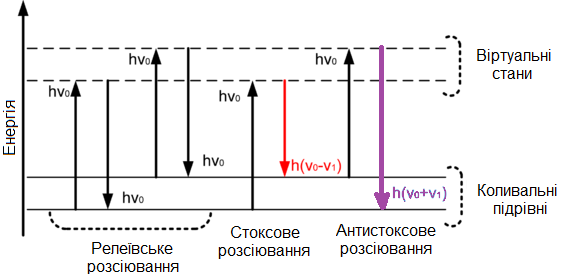 Енергія
hν₀
hν₀
hν₀
hν₀
hν₀
h(ν₀-ν₁)
hν₀
h(ν₀+ν₁)
Віртуальні
стани
Коливальні
підрівні
Релеївське
розсіювання
Стоксове
розсіювання
Антистоксове
розсіювання